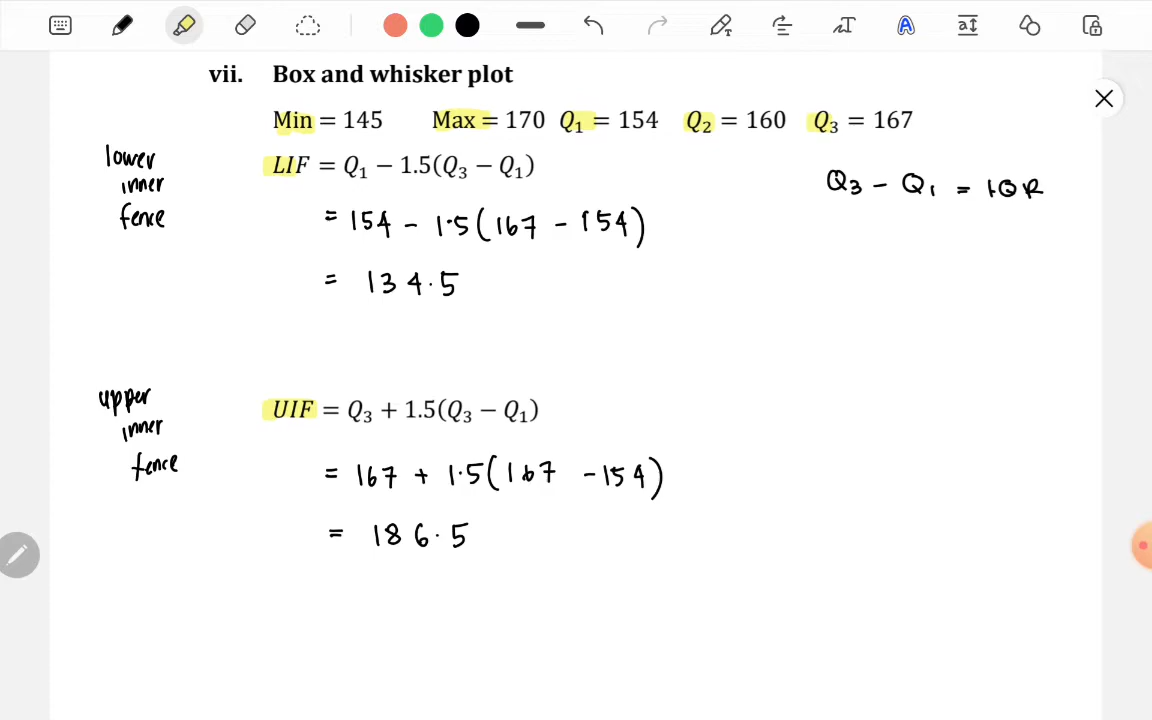 vii. Box and whisker plot
Min = 145 Max = 170 Q₁ = 154 Q₂ = 160 Q₃ = 167
lower
inner
fence
LIF = Q₁ − 1.5(Q₃ − Q₁)
Q₃ − Q₁ = IQR
= 154 − 1.5(167 − 154)
= 134.5
upper
inner
fence
UIF = Q₃ + 1.5(Q₃ − Q₁)
= 167 + 1.5(167 − 154)
= 186.5